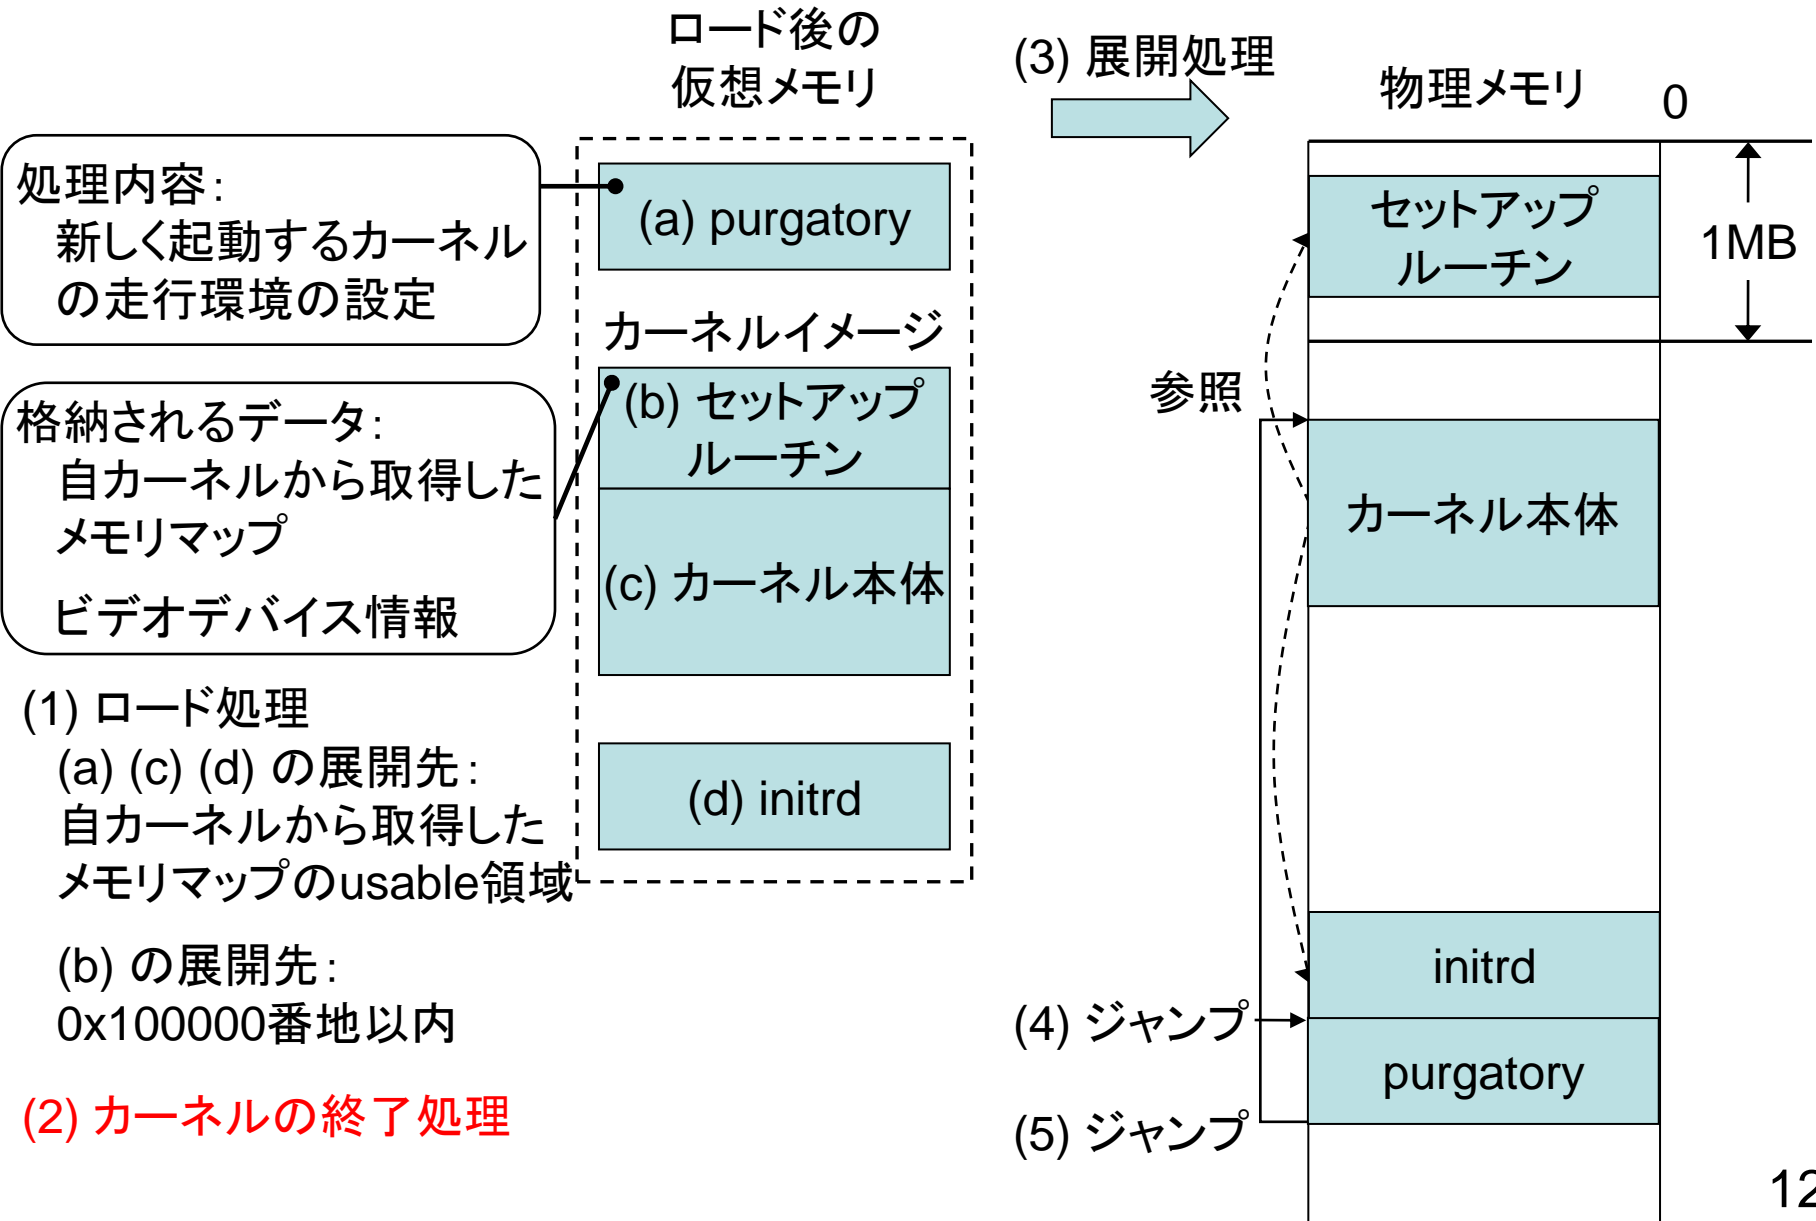 ロード後の
仮想メモリ
処理内容：
新しく起動するカーネル
の走行環境の設定
格納されるデータ：
自カーネルから取得した
メモリマップ
ビデオデバイス情報
(a) purgatory
カーネルイメージ
(b) セットアップ
ルーチン
(c) カーネル本体
(d) initrd
(1) ロード処理
(a) (c) (d) の展開先：
自カーネルから取得した
メモリマップのusable領域
(b) の展開先：
0x100000番地以内
(2) カーネルの終了処理
(3) 展開処理
物理メモリ
0
セットアップ
ルーチン
1MB
参照
カーネル本体
initrd
(4) ジャンプ
purgatory
(5) ジャンプ
12